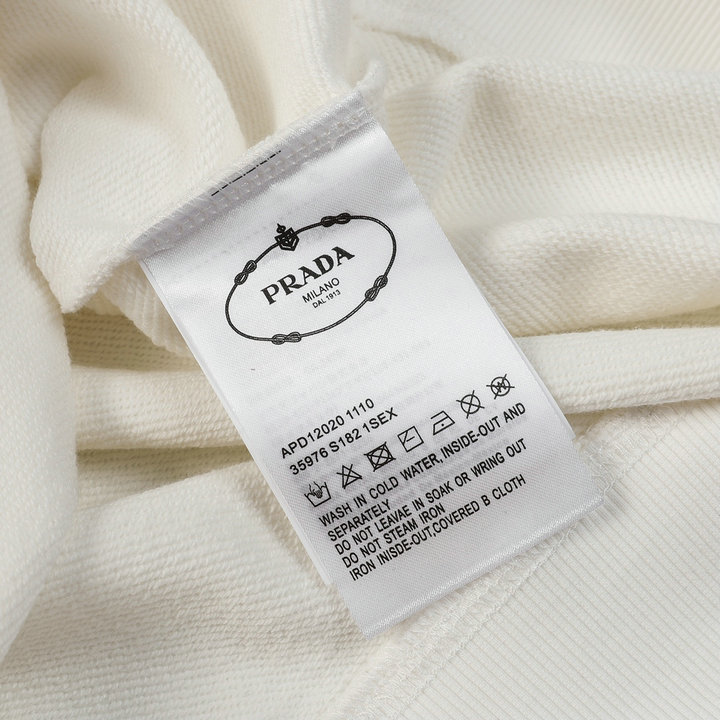 PRADA
MILANO
DAL 1913
APD12020 1110
35976 S182 1SEX
WASH IN COLD WATER, INSIDE-OUT AND
SEPARATELY
DO NOT LEAVAE IN SOAK OR WRING OUT
DO NOT STEAM IRON
IRON INISDE-OUT,COVERED B CLOTH